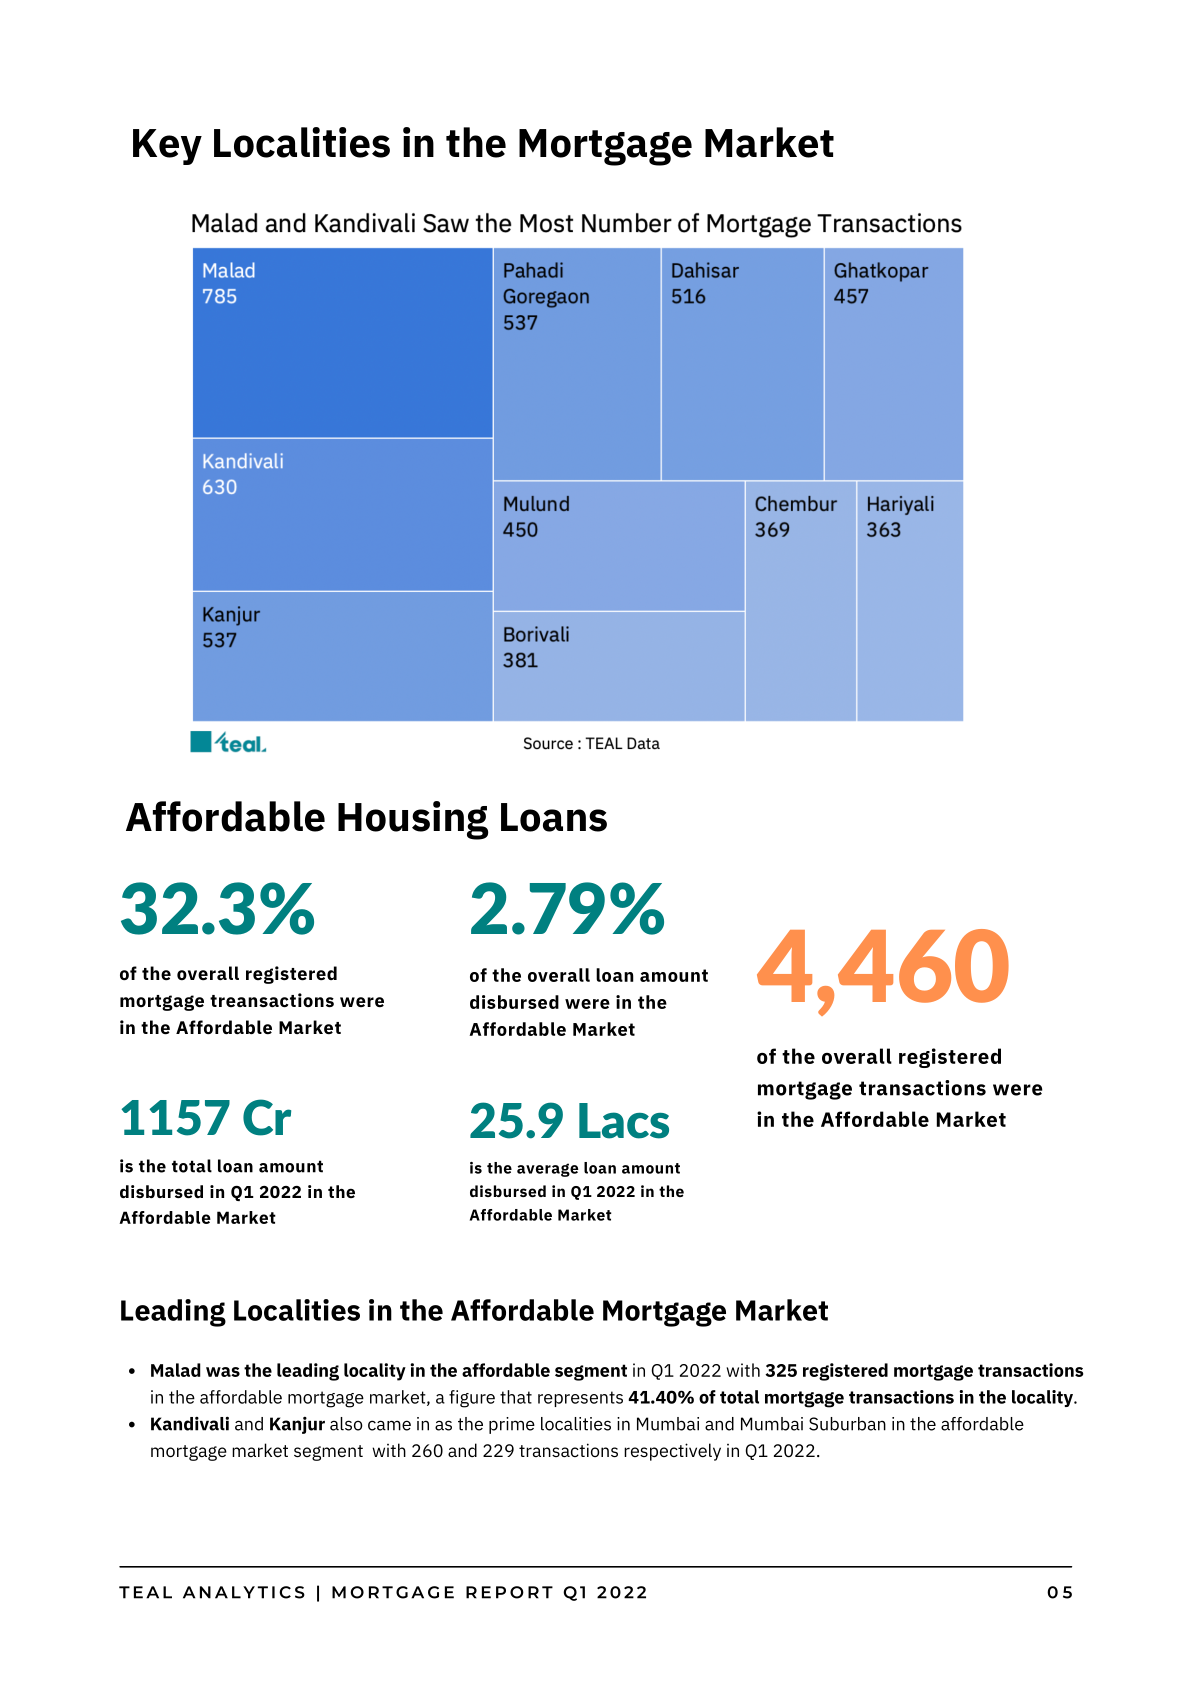 Key Localities in the Mortgage Market
Malad and Kandivali Saw the Most Number of Mortgage Transactions
Malad
785
Kandivali
630
Kanjur
537
Pahadi
Goregaon
537
Dahisar
516
Ghatkopar
457
Mulund
450
Borivali
381
Chembur
369
Hariyali
363
teal.
Source : TEAL Data
Affordable Housing Loans
32.3%
of the overall registered
mortgage treansactions were
in the Affordable Market
2.79%
of the overall loan amount
disbursed were in the
Affordable Market
4,460
of the overall registered
mortgage transactions were
in the Affordable Market
1157 Cr
is the total loan amount
disbursed in Q1 2022 in the
Affordable Market
25.9 Lacs
is the average loan amount
disbursed in Q1 2022 in the
Affordable Market
Leading Localities in the Affordable Mortgage Market
• Malad was the leading locality in the affordable segment in Q1 2022 with 325 registered mortgage transactions
in the affordable mortgage market, a figure that represents 41.40% of total mortgage transactions in the locality.
• Kandivali and Kanjur also came in as the prime localities in Mumbai and Mumbai Suburban in the affordable
mortgage market segment with 260 and 229 transactions respectively in Q1 2022.
TEAL ANALYTICS | MORTGAGE REPORT Q1 2022
05